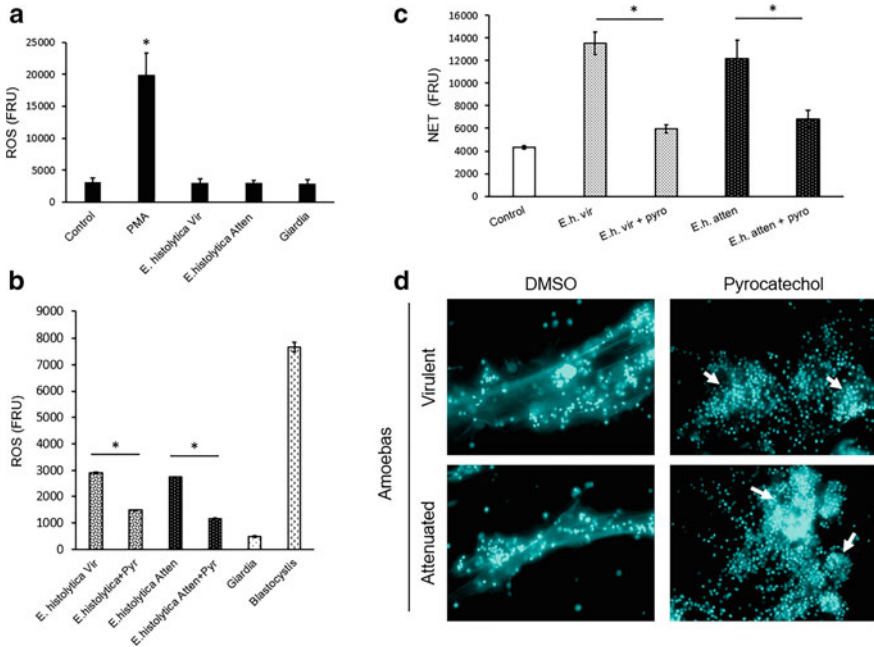 a
ROS (FRU)
25000
20000
15000
10000
5000
0
*
Control
PMA
E. histolytica Vir
E.histolytica Atten
Giardia
b
ROS (FRU)
9000
8000
7000
6000
5000
4000
3000
2000
1000
0
*
*
E. histolytica Vir
E.histolytica+Pyr
E.histolytica Atten
E.histolytica Atten+Pyr
Giardia
Blastocystis
c
NET (FRU)
16000
14000
12000
10000
8000
6000
4000
2000
0
*
*
Control
E.h. vir
E.h. vir + pyro
E.h. atten
E.h. atten + pyro
d
DMSO
Pyrocatechol
Amoebas
Virulent
Attenuated